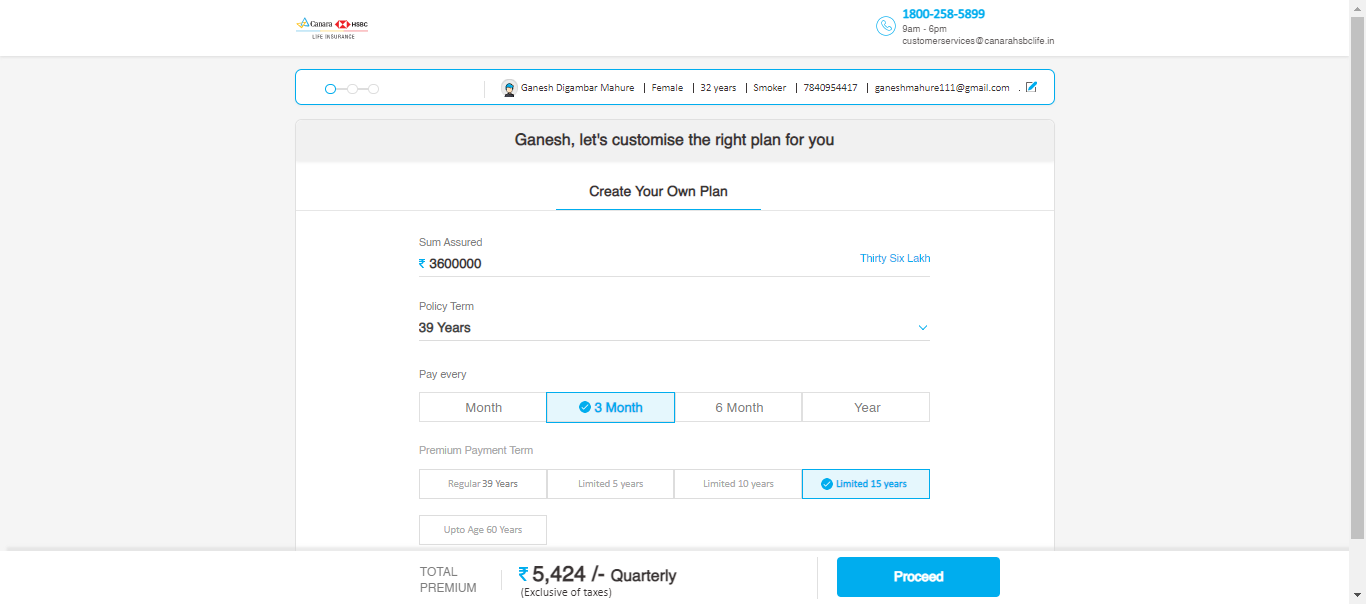 Canara HSBC
LIFE INSURANCE
1800-258-5899
9am - 6pm
customerservices@canarahsbclife.in
Ganesh Digambar Mahure | Female | 32 years | Smoker | 7840954417 | ganeshmahure111@gmail.com .
Ganesh, let's customise the right plan for you
Create Your Own Plan
Sum Assured
₹ 3600000 Thirty Six Lakh
Policy Term
39 Years
Pay every
Month 3 Month 6 Month Year
Premium Payment Term
Regular 39 Years Limited 5 years Limited 10 years Limited 15 years
Upto Age 60 Years
TOTAL
PREMIUM
₹ 5,424 /- Quarterly
(Exclusive of taxes)
Proceed